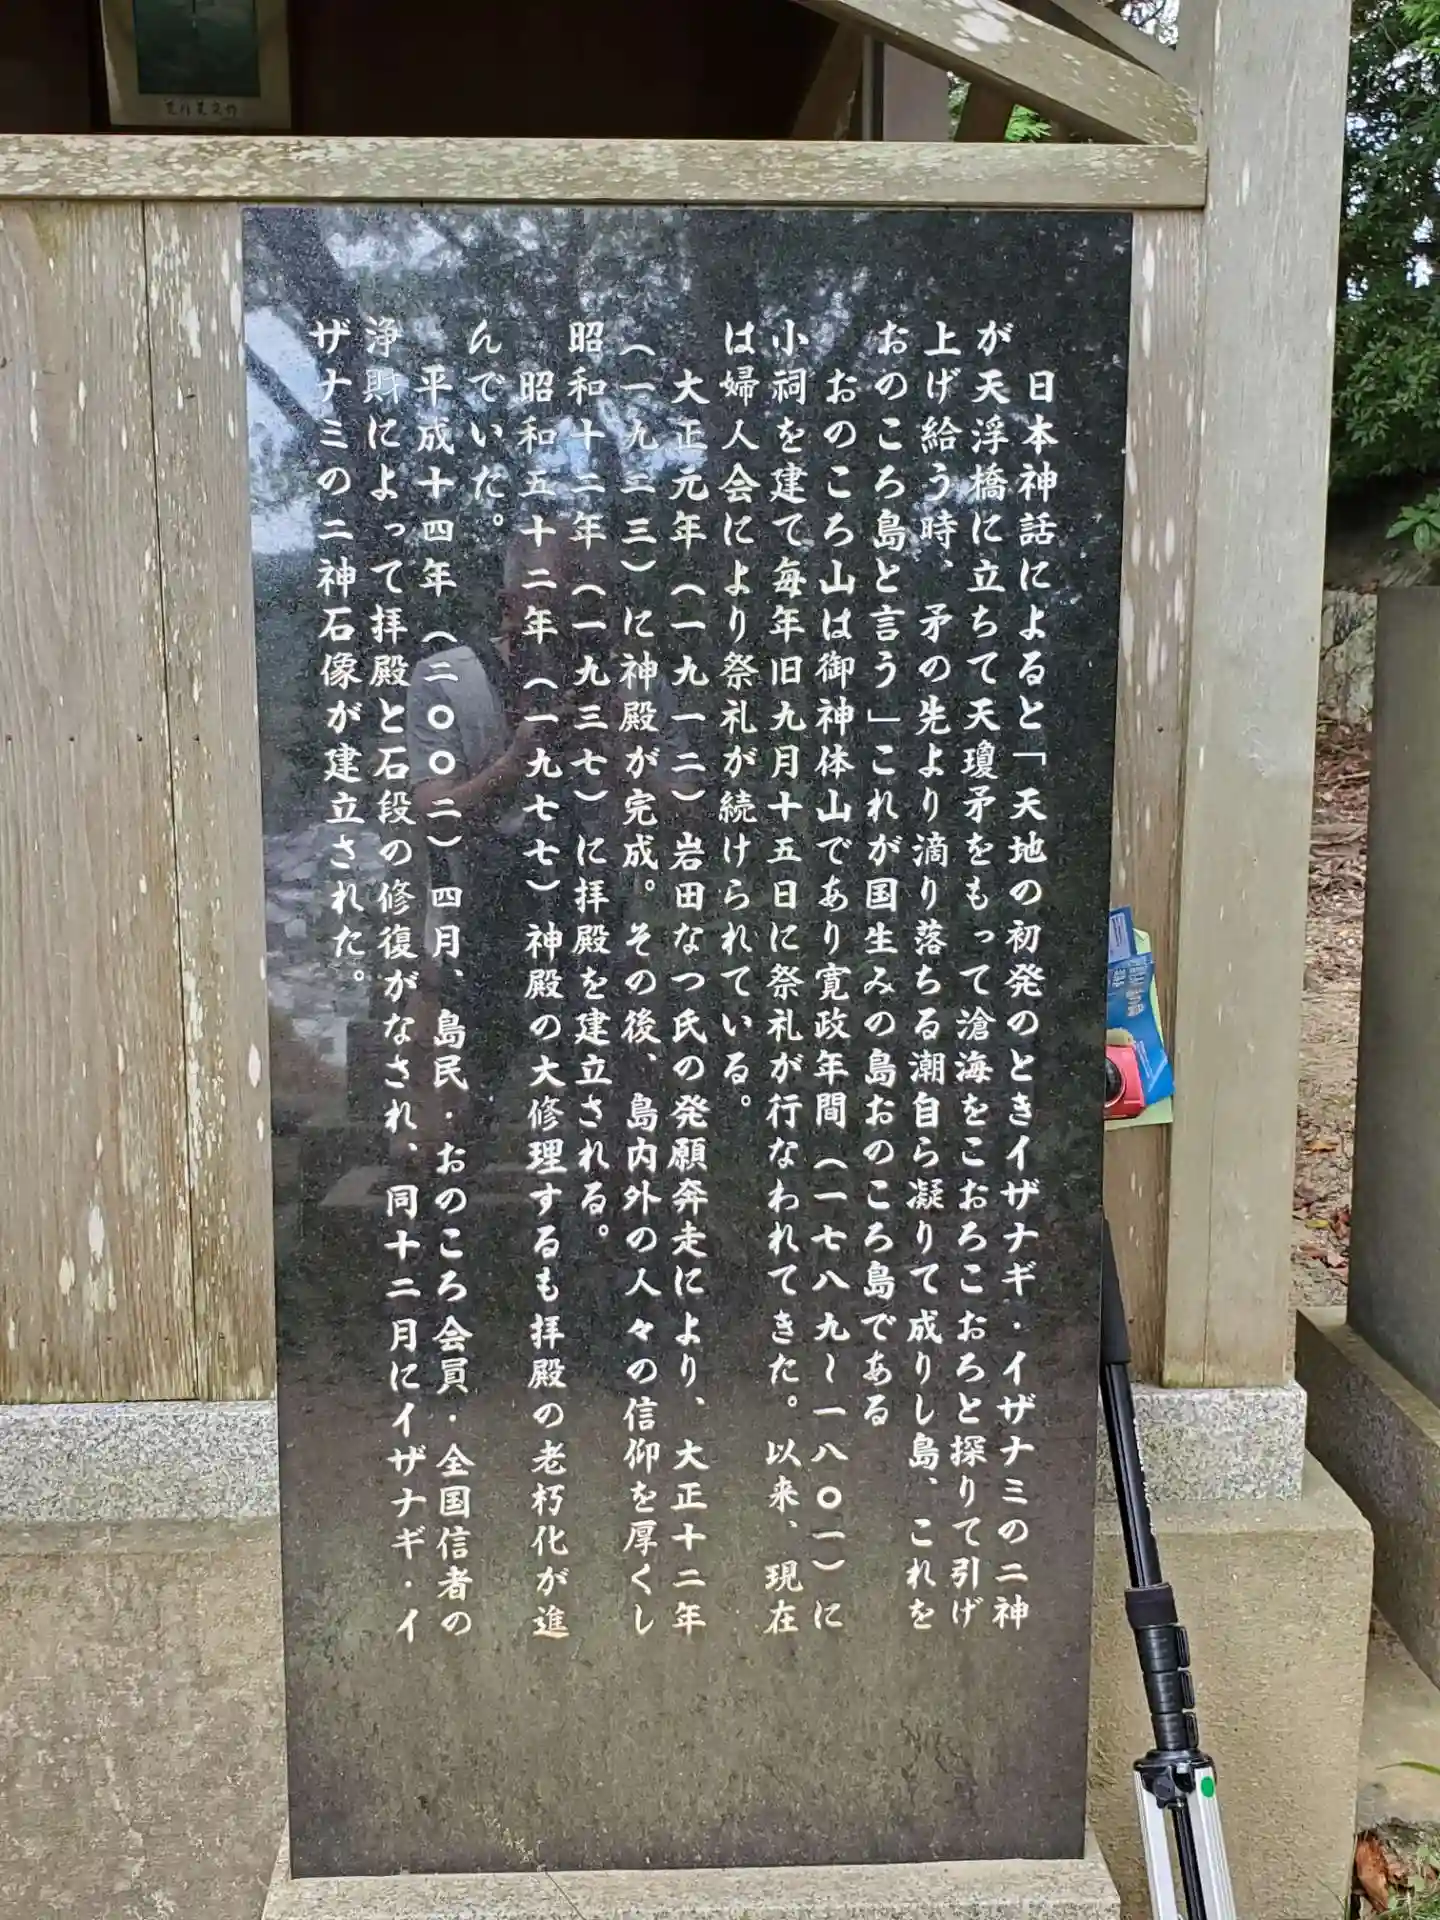 日本神話によると「天地の初発のときイザナギ・イザナミの二神
が天浮橋に立ちて天瓊矛をもって滄海をこおろこおろと探りて引げ
上げ給う時、矛の先より滴り落ちる潮自ら凝りて成りし島、これを
おのころ島と言う」これが国生みの島おのころ島である
おのころ山は御神体山であり寛政年間（一七八九〜一八〇一）に
小祠を建て毎年旧九月十五日に祭礼が行なわれてきた。以来、現在
は婦人会により祭礼が続けられている。
大正元年（一九一二）岩田なつ氏の発願奔走により、大正十二年
（一九二三）に神殿が完成。その後、島内外の人々の信仰を厚くし
昭和十二年（一九三七）に拝殿を建立される。
昭和五十二年（一九七七）神殿の大修理するも拝殿の老朽化が進
んでいた。
平成十四年（二〇〇二）四月、島民・おのころ会員・全国信者の
浄財によって拝殿と石段の修復がなされ、同十二月にイザナギ・イ
ザナミの二神石像が建立された。